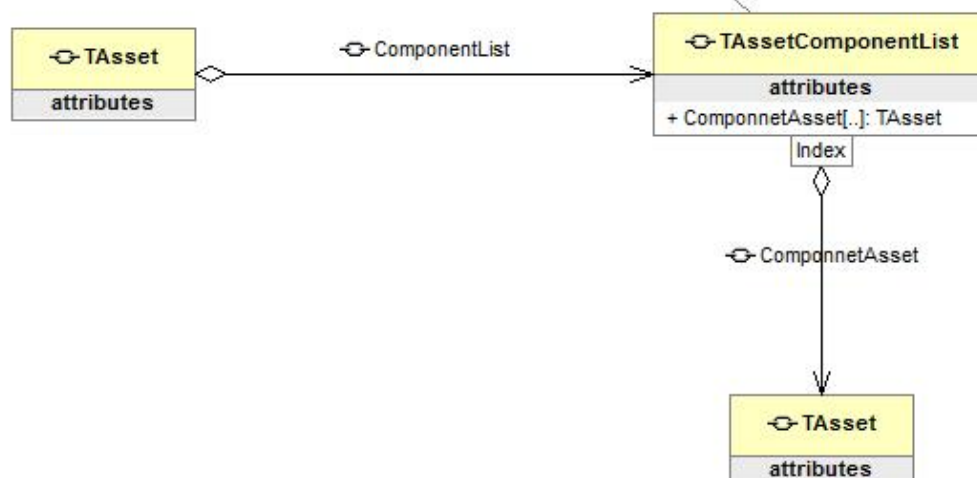 TAsset
attributes
ComponentList
TAssetComponentList
attributes
+ ComponnetAsset[..]: TAsset
Index
ComponnetAsset
TAsset
attributes